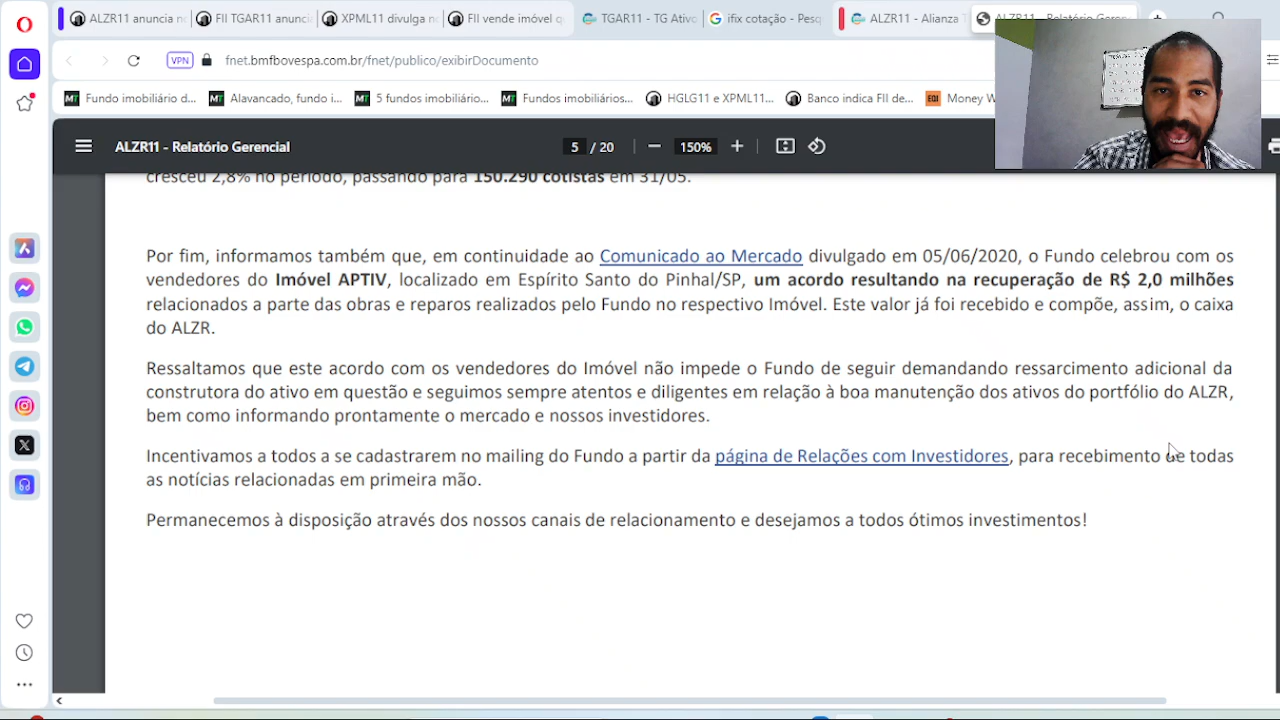 ALZR11 anuncia n
FII TGAR11 anunci
XPML11 divulga n
FII vende imóvel q
TGAR11 - TG Ativo
ifix cotação - Pesq
ALZR11 - Alianza T
ALZR11 - Relatório Geren
VPN
fnet.bmfbovespa.com.br/fnet/publico/exibirDocumento
Fundo imobiliário d...
Alavancado, fundo i...
5 fundos imobiliário...
Fundos imobiliários...
HGLG11 e XPML11...
Banco indica FII de...
Money W
ALZR11 - Relatório Gerencial
5 / 20
150%
cresceu 2,8% no período, passando para 150.290 cotistas em 31/05.
Por fim, informamos também que, em continuidade ao Comunicado ao Mercado divulgado em 05/06/2020, o Fundo celebrou com os
vendedores do Imóvel APTIV, localizado em Espírito Santo do Pinhal/SP, um acordo resultando na recuperação de R$ 2,0 milhões
relacionados a parte das obras e reparos realizados pelo Fundo no respectivo Imóvel. Este valor já foi recebido e compõe, assim, o caixa
do ALZR.
Ressaltamos que este acordo com os vendedores do Imóvel não impede o Fundo de seguir demandando ressarcimento adicional da
construtora do ativo em questão e seguimos sempre atentos e diligentes em relação à boa manutenção dos ativos do portfólio do ALZR,
bem como informando prontamente o mercado e nossos investidores.
Incentivamos a todos a se cadastrarem no mailing do Fundo a partir da página de Relações com Investidores, para recebimento de todas
as notícias relacionadas em primeira mão.
Permanecemos à disposição através dos nossos canais de relacionamento e desejamos a todos ótimos investimentos!